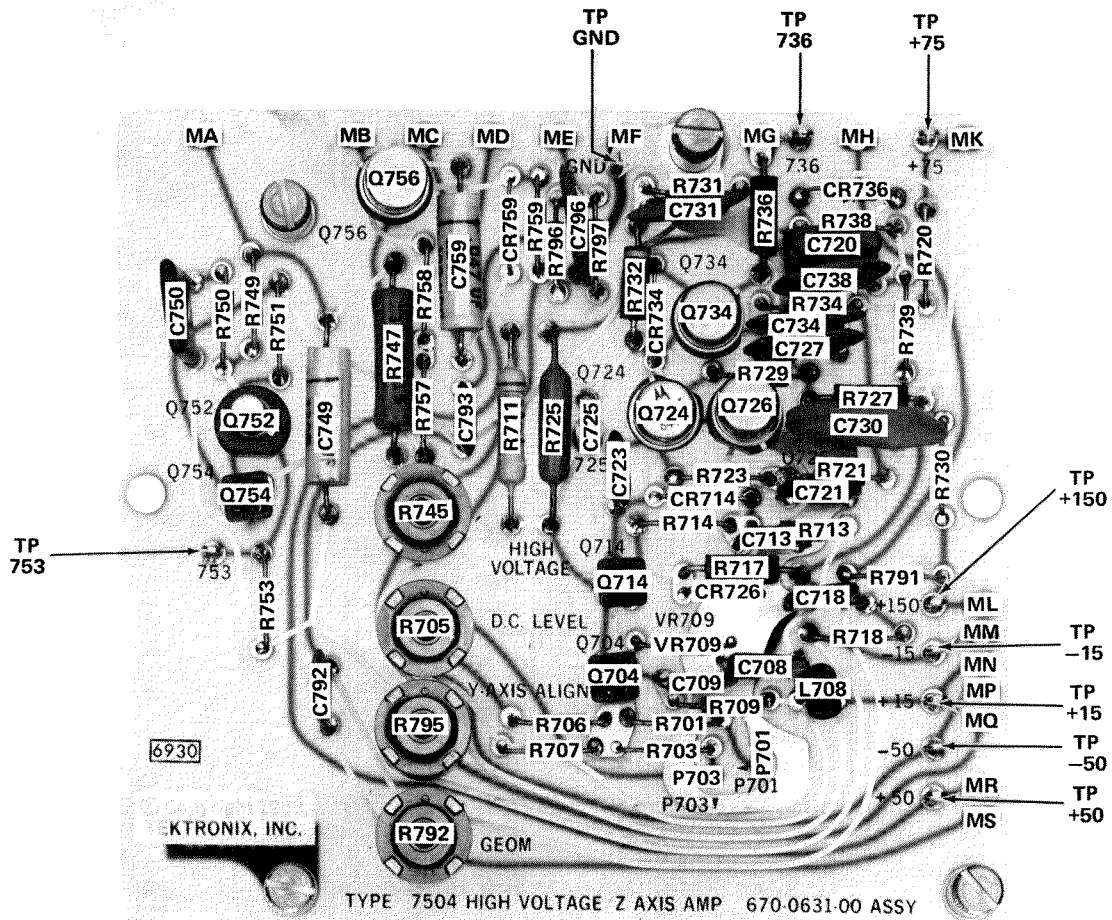 TP
GND
TP
736
TP
+75
MA
MB
MC
MD
ME
MF
MG
MH
MK
GND
736
+75
Q756
Q756
R731
C731
R736
CR736
R738
C720
C738
R720
CR759
R759
R796
C796
R797
C759
R758
Q734
R732
CR734
Q734
R734
C734
C727
R739
C750
R750
R749
R751
R747
R757
C793
R711
R725
Q724
C725
Q724
Q726
R729
R727
C730
Q752
Q752
C749
Q754
Q754
C723
R723
CR714
R721
C721
R730
TP
+150
R745
R714
R713
C713
HIGH
VOLTAGE
Q714
Q714
R717
CR726
C718
R791
+150
ML
TP
753
753
R753
R705
D.C. LEVEL
VR709
Q704
VR709
R718
MM
-15
TP
-15
MN
Q704
C708
C709
L708
R709
+15
MP
TP
+15
MQ
C792
R795
Y-AXIS ALIGN
R706
R701
R707
R703
-50
TP
-50
6930
P703
P701
P701
P703
+50
MR
TP
+50
MS
R792
GEOM
EKTRONIX, INC.
TYPE 7504 HIGH VOLTAGE Z AXIS AMP 670-0631-00 ASSY